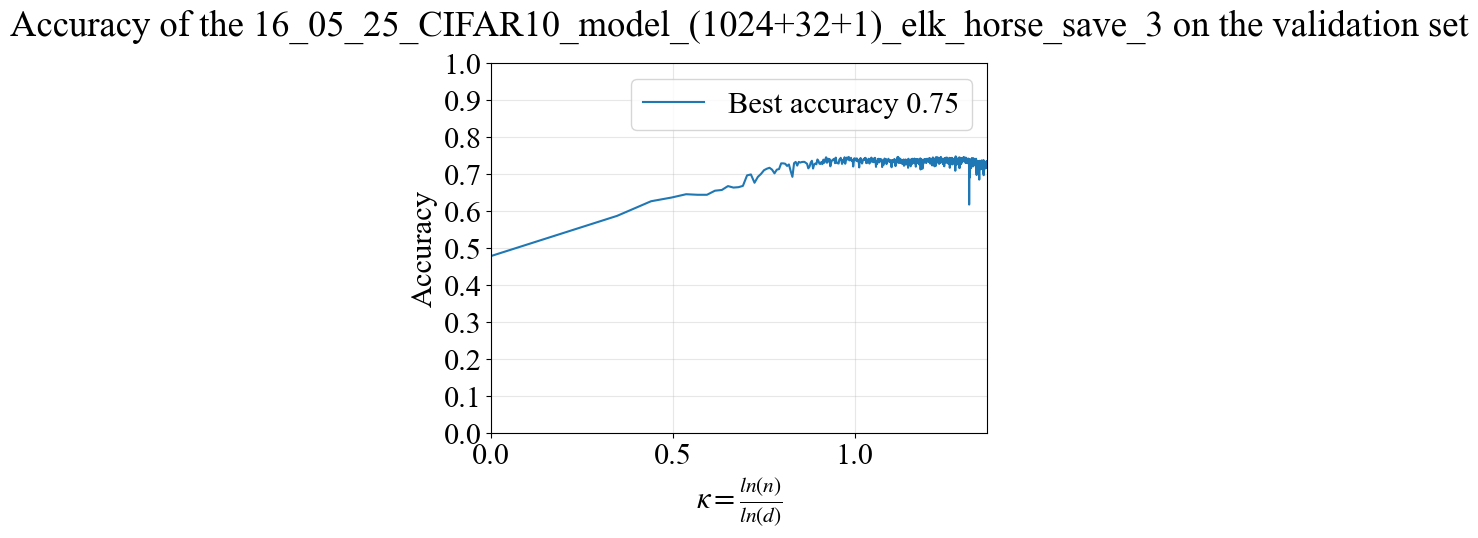 Accuracy of the 16_05_25_CIFAR10_model_(1024+32+1)_elk_horse_save_3 on the validation set
1.0
Best accuracy 0.75
0.9
0.8
0.7
0.6
0.5
0.4
0.3
0.2
0.1
0.0
Accuracy
0.0 0.5 1.0
κ = ln(n) / ln(d)